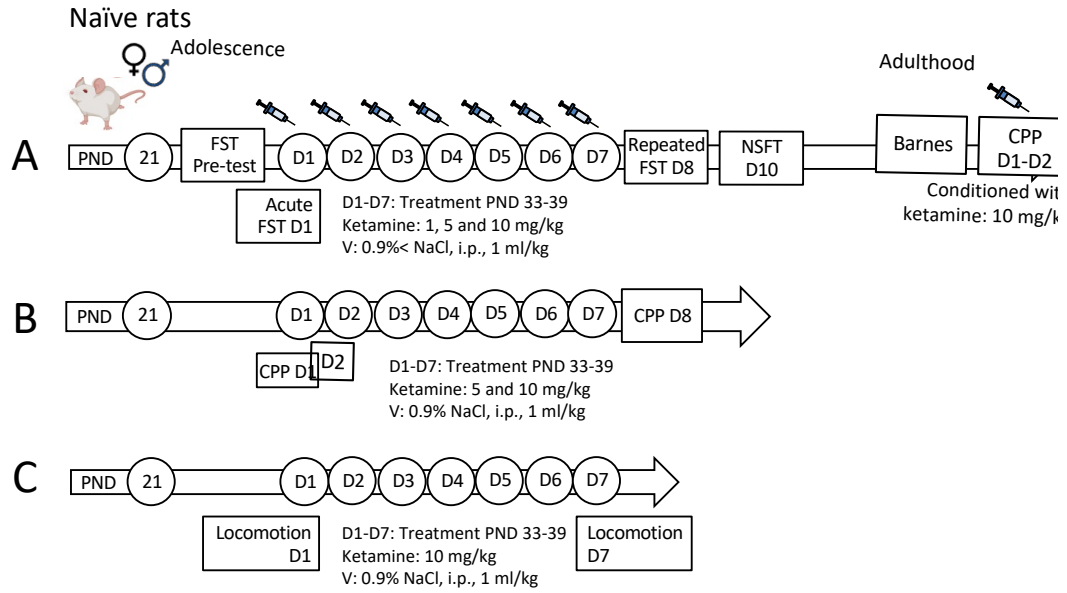 Naïve rats
Adolescence
Adulthood
A
PND
21
FST
Pre-test
D1
D2
D3
D4
D5
D6
D7
Repeated
FST D8
NSFT
D10
Barnes
CPP
D1-D2
Acute
FST D1
D1-D7: Treatment PND 33-39
Ketamine: 1, 5 and 10 mg/kg
V: 0.9%< NaCl, i.p., 1 ml/kg
Conditioned wit
ketamine: 10 mg/k
B
PND
21
D1
D2
D3
D4
D5
D6
D7
CPP D8
CPP D1
D2
D1-D7: Treatment PND 33-39
Ketamine: 5 and 10 mg/kg
V: 0.9% NaCl, i.p., 1 ml/kg
C
PND
21
D1
D2
D3
D4
D5
D6
D7
Locomotion
D1
D1-D7: Treatment PND 33-39
Ketamine: 10 mg/kg
V: 0.9% NaCl, i.p., 1 ml/kg
Locomotion
D7